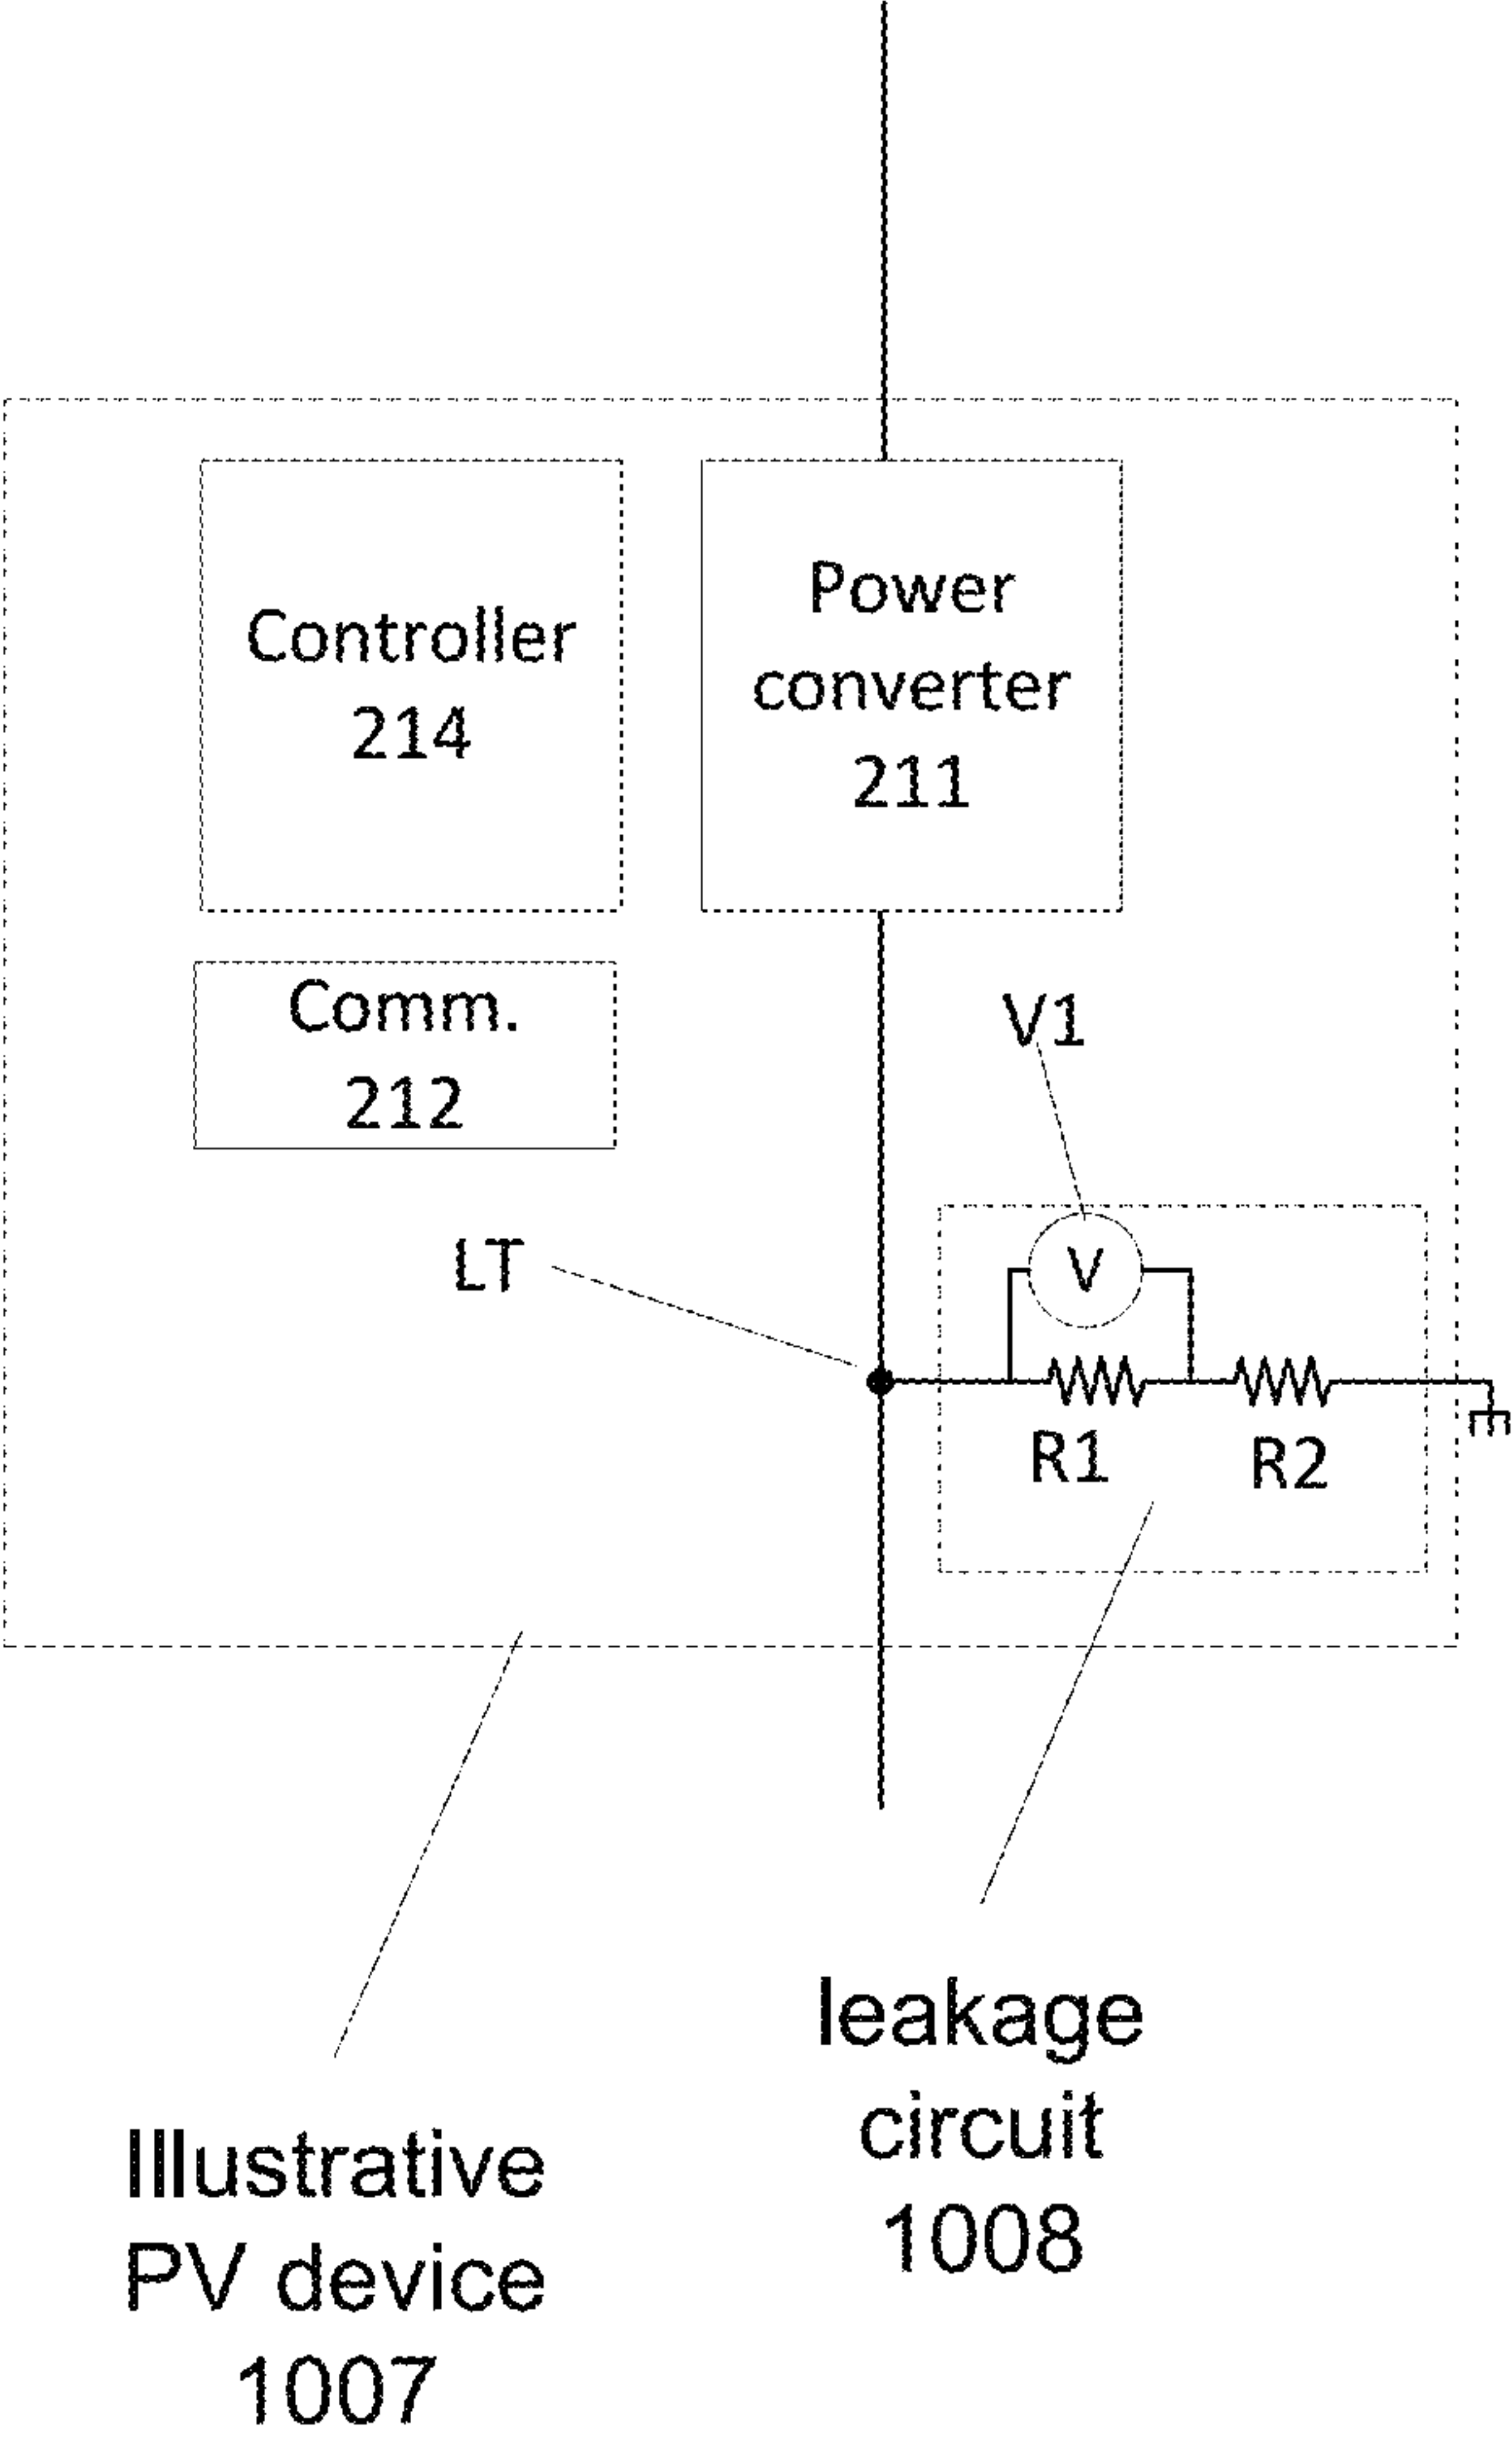 Controller
214
Power
converter
211
Comm.
212
V1
LT
V
R1
R2
leakage
circuit
1008
Illustrative
PV device
1007